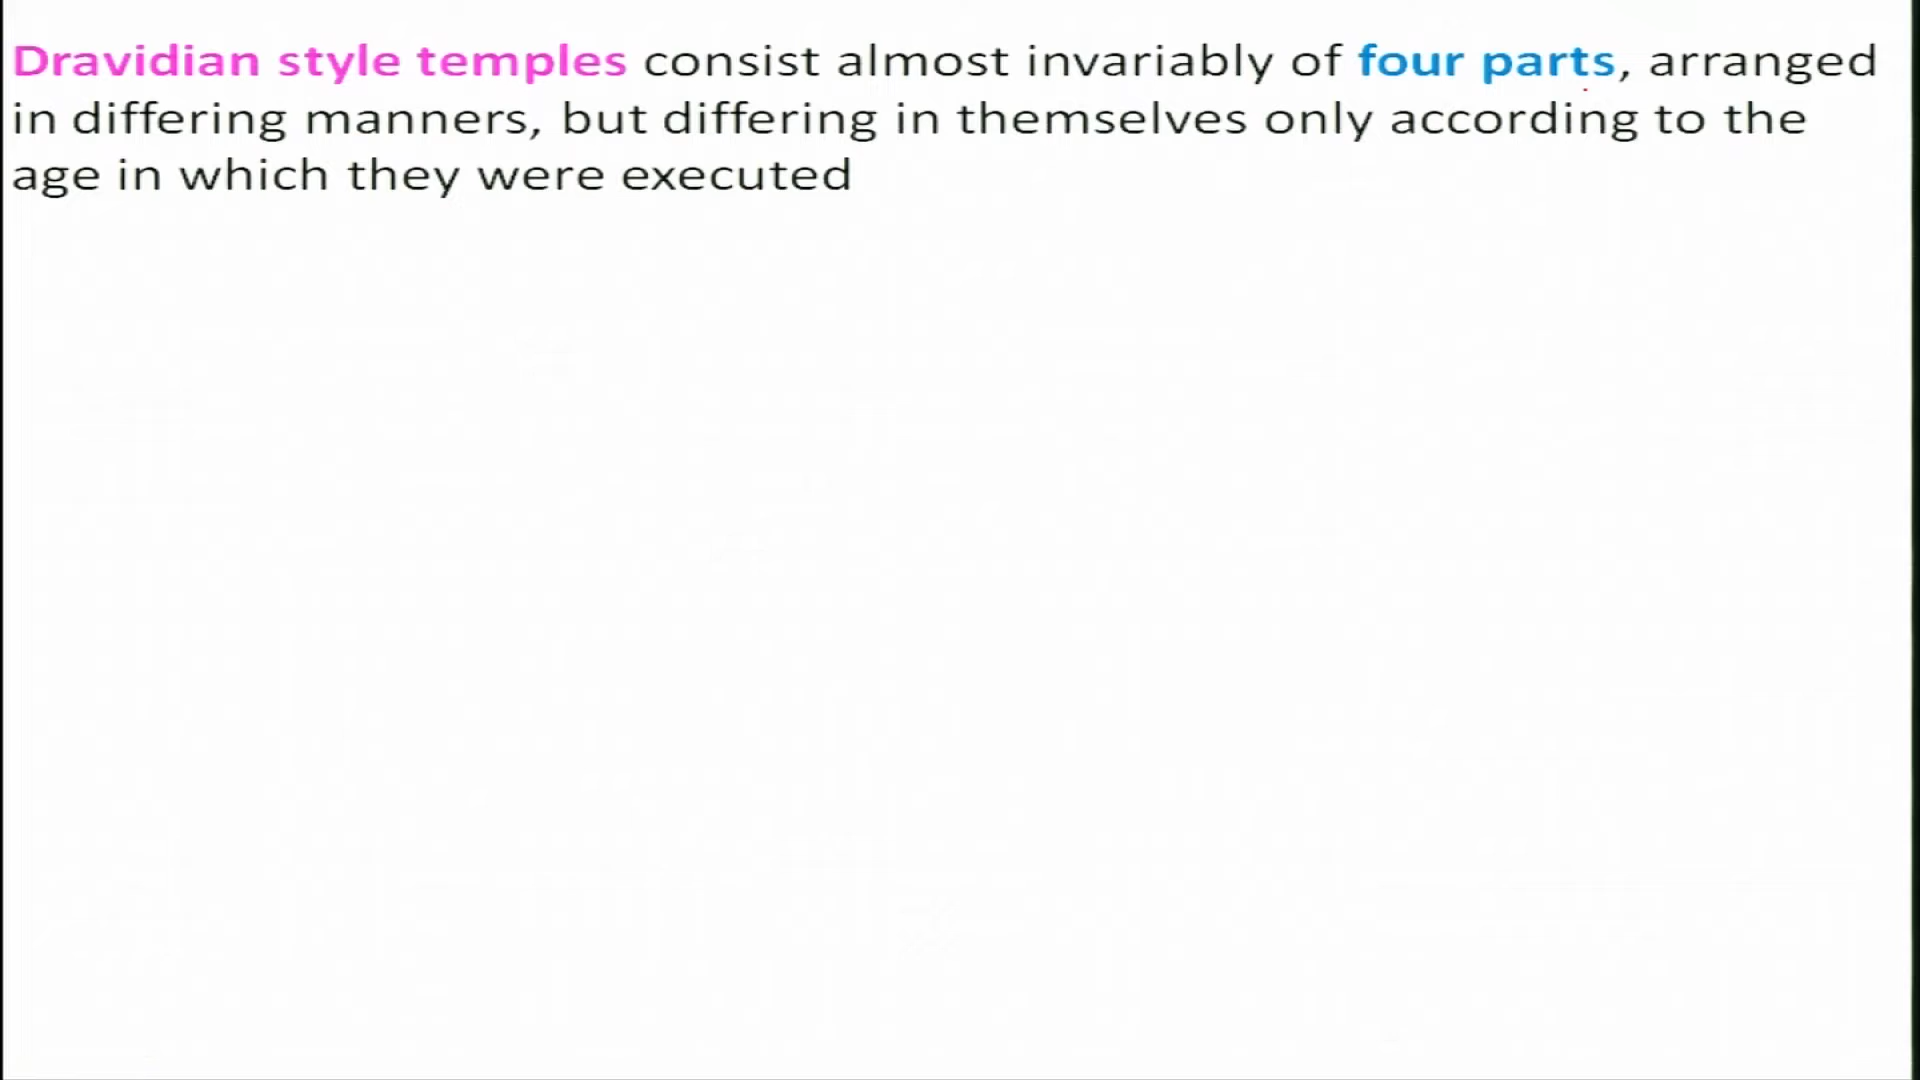 Dravidian style temples consist almost invariably of four parts, arranged
in differing manners, but differing in themselves only according to the
age in which they were executed